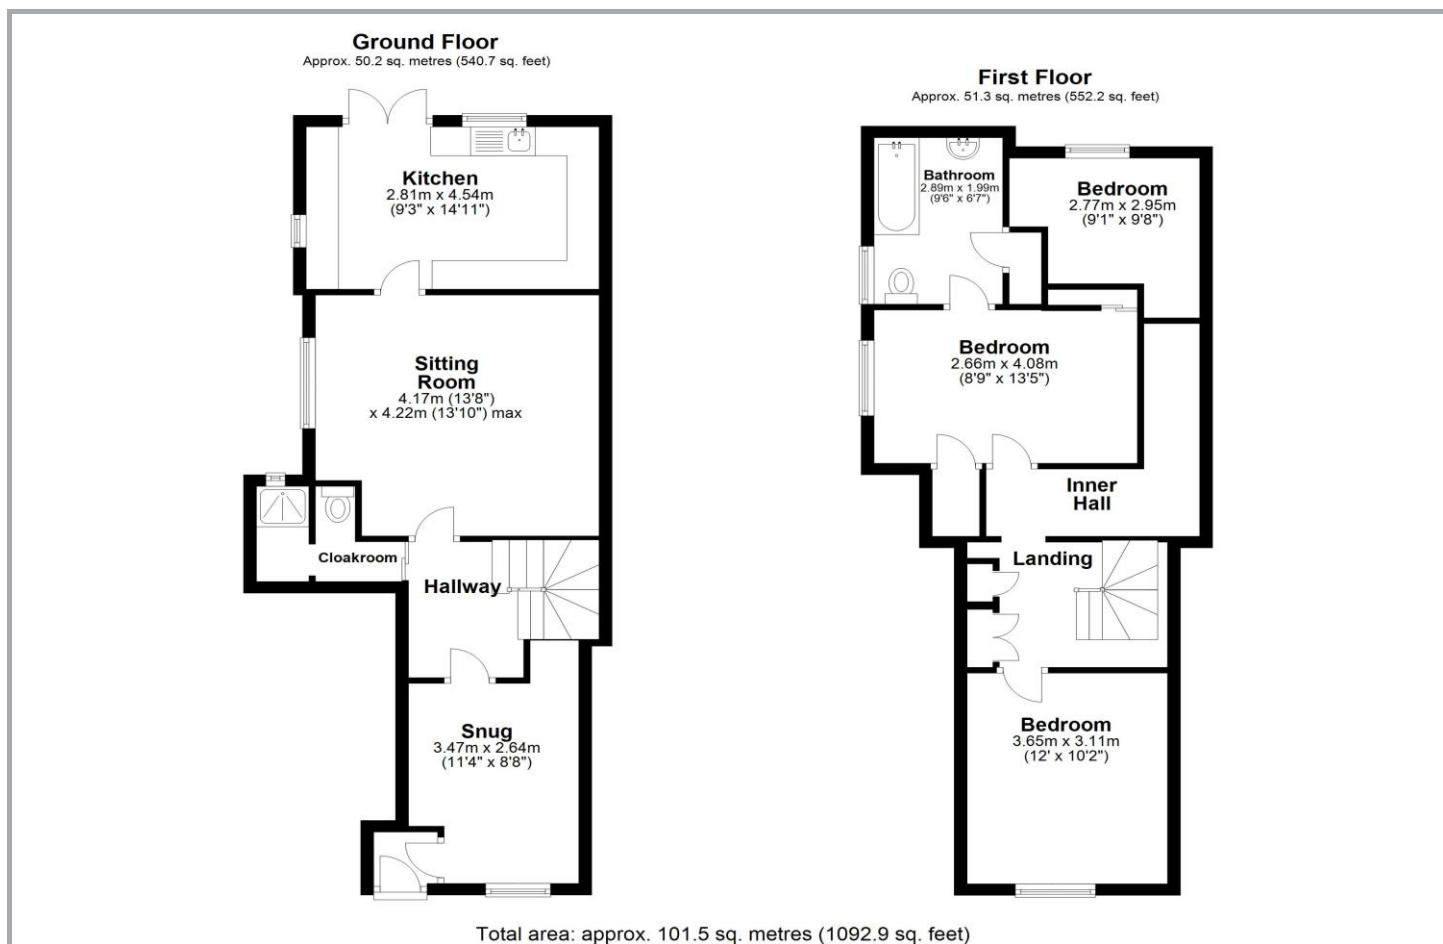 Ground Floor
Approx. 50.2 sq. metres (540.7 sq. feet)
Kitchen
2.81m x 4.54m
(9'3" x 14'11")
Sitting
Room
4.17m (13'8")
x 4.22m (13'10") max
Cloakroom
Hallway
Snug
3.47m x 2.64m
(11'4" x 8'8")
First Floor
Approx. 51.3 sq. metres (552.2 sq. feet)
Bathroom
2.89m x 1.99m
(9'6" x 6'7")
Bedroom
2.77m x 2.95m
(9'1" x 9'8")
Bedroom
2.66m x 4.08m
(8'9" x 13'5")
Inner
Hall
Landing
Bedroom
3.65m x 3.11m
(12' x 10'2")
Total area: approx. 101.5 sq. metres (1092.9 sq. feet)